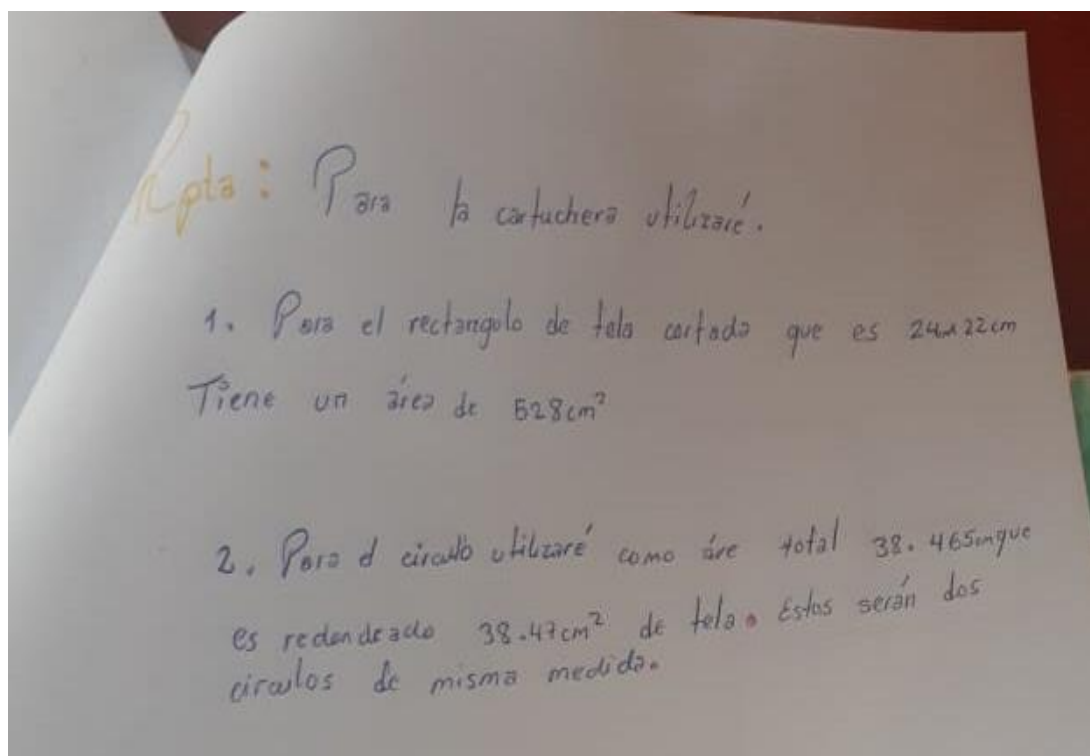 Rpta: Para la cartuchera utilizaré.
1. Para el rectangulo de tela cortada que es 24x22cm
Tiene un área de 528cm²
2. Para el circulo utilizaré como áre total 38.465cm que
es redondeado 38.47cm² de tela. Estos serán dos
circulos de misma medida.